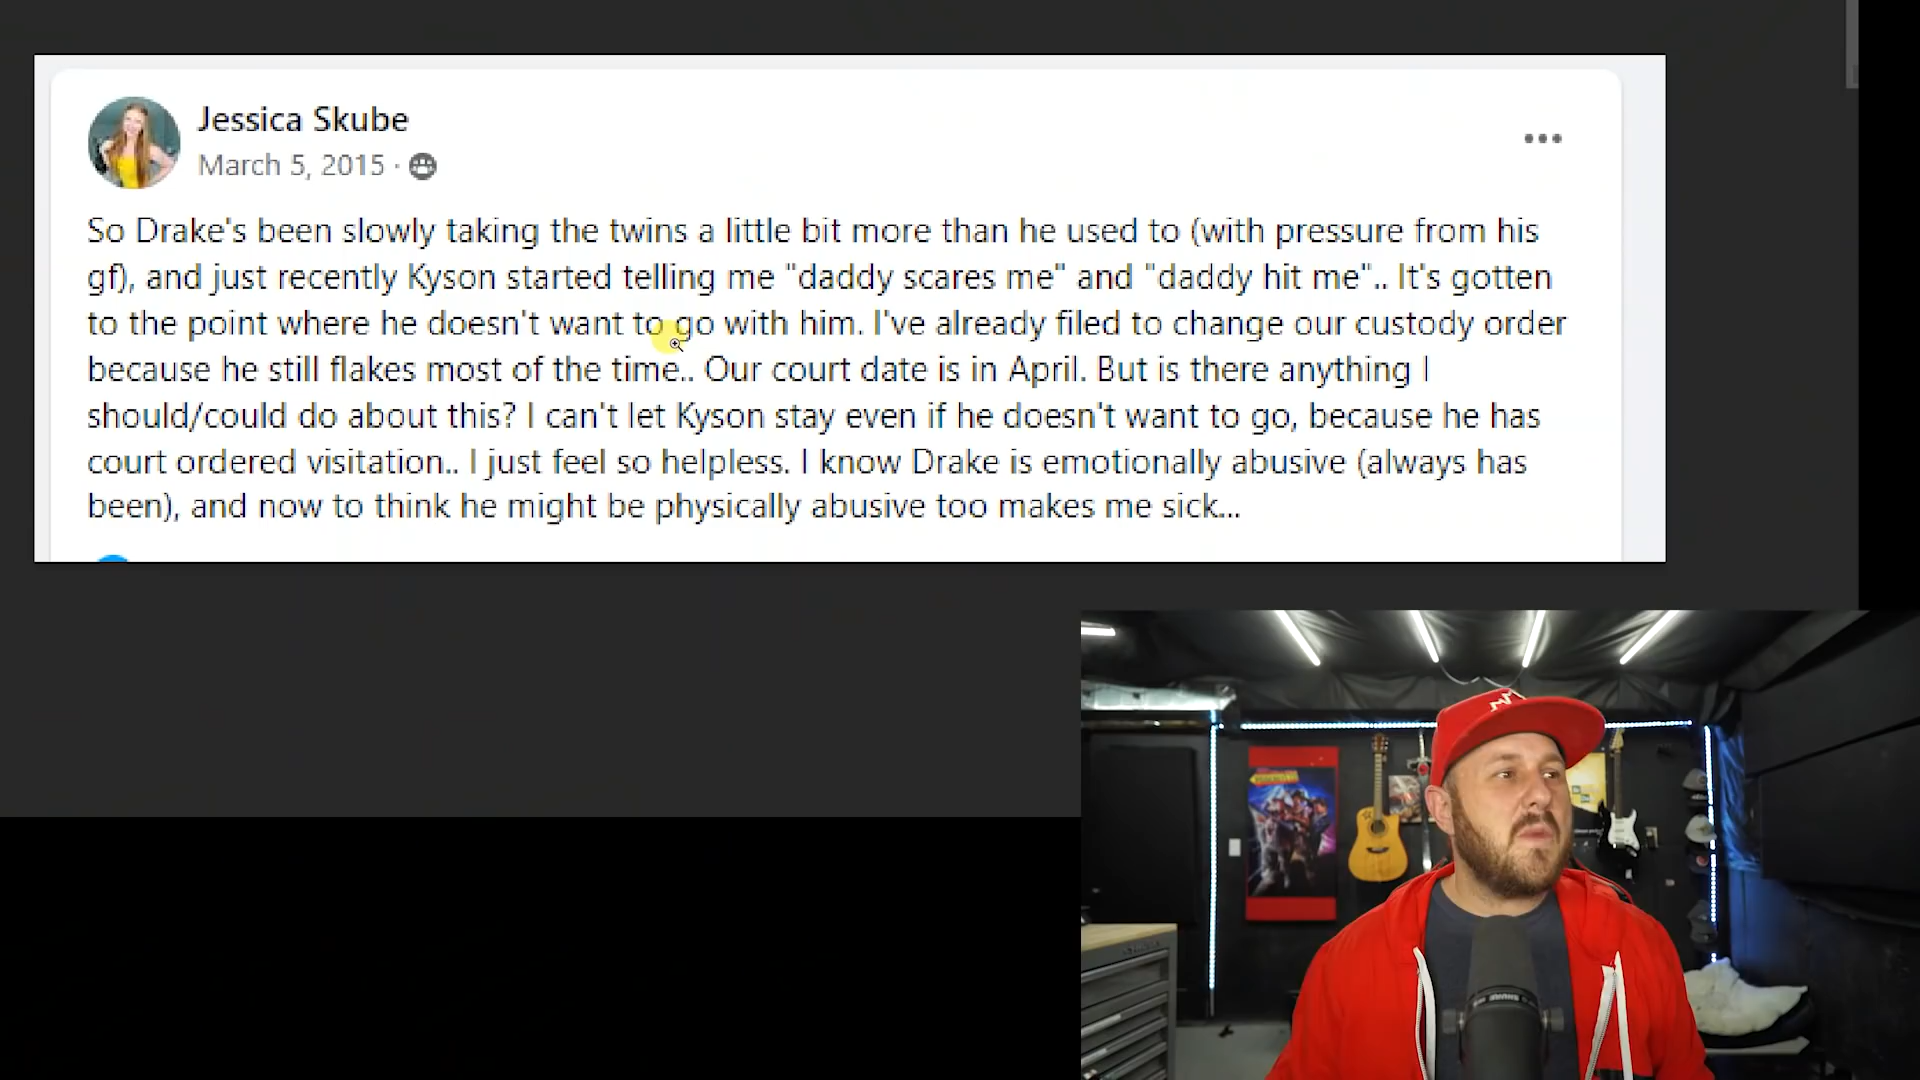 Jessica Skube
March 5, 2015 ·
So Drake's been slowly taking the twins a little bit more than he used to (with pressure from his
gf), and just recently Kyson started telling me "daddy scares me" and "daddy hit me".. It's gotten
to the point where he doesn't want to go with him. I've already filed to change our custody order
because he still flakes most of the time.. Our court date is in April. But is there anything I
should/could do about this? I can't let Kyson stay even if he doesn't want to go, because he has
court ordered visitation.. I just feel so helpless. I know Drake is emotionally abusive (always has
been), and now to think he might be physically abusive too makes me sick...